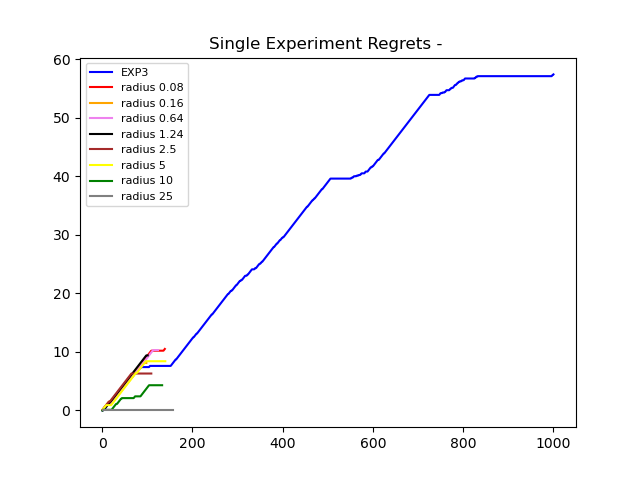 Single Experiment Regrets -
60
50
40
30
20
10
0
EXP3
radius 0.08
radius 0.16
radius 0.64
radius 1.24
radius 2.5
radius 5
radius 10
radius 25
0 200 400 600 800 1000